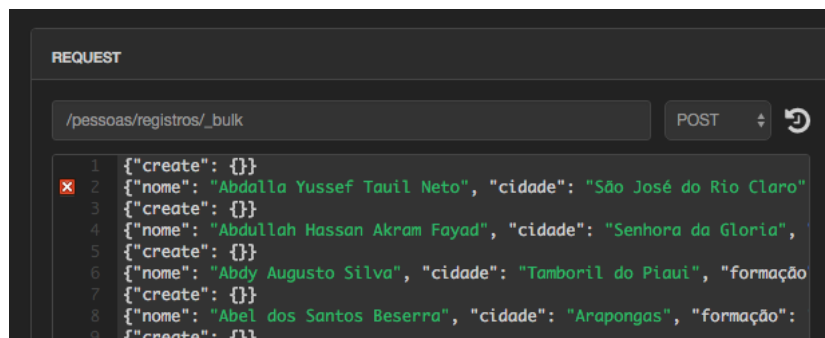 REQUEST
/pessoas/registros/_bulk POST
1 {"create": {}}
2 {"nome": "Abdalla Yussef Tauil Neto", "cidade": "São José do Rio Claro"
3 {"create": {}}
4 {"nome": "Abdullah Hassan Akram Fayad", "cidade": "Senhora da Gloria",
5 {"create": {}}
6 {"nome": "Abdy Augusto Silva", "cidade": "Tamboril do Piaui", "formação
7 {"create": {}}
8 {"nome": "Abel dos Santos Beserra", "cidade": "Arapongas", "formação":
9 {"create": {}}